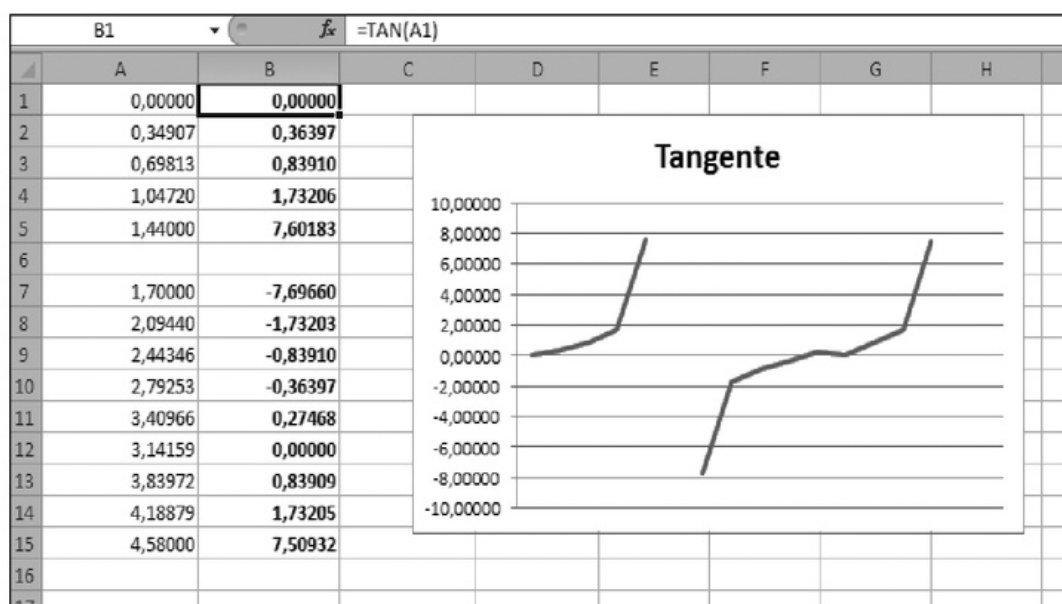 B1 fx =TAN(A1)
A B C D E F G H
1 0,00000 0,00000
2 0,34907 0,36397
3 0,69813 0,83910
4 1,04720 1,73206
5 1,44000 7,60183
6
7 1,70000 -7,69660
8 2,09440 -1,73203
9 2,44346 -0,83910
10 2,79253 -0,36397
11 3,40966 0,27468
12 3,14159 0,00000
13 3,83972 0,83909
14 4,18879 1,73205
15 4,58000 7,50932
16
17
Tangente
10,00000
8,00000
6,00000
4,00000
2,00000
0,00000
-2,00000
-4,00000
-6,00000
-8,00000
-10,00000